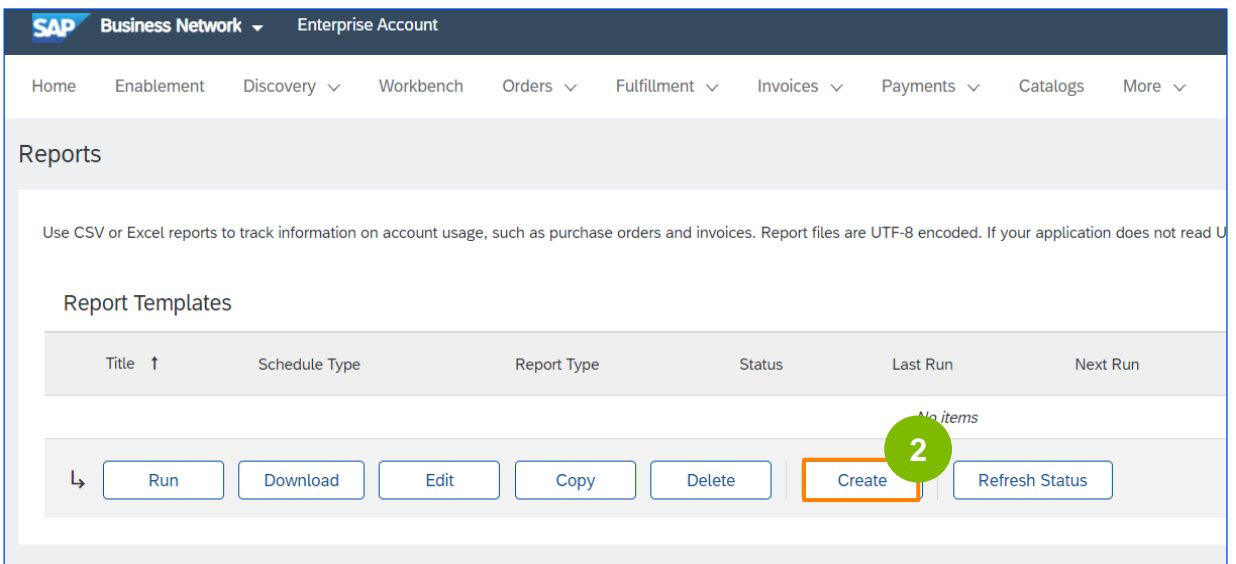 SAP Business Network Enterprise Account
Home Enablement Discovery Workbench Orders Fulfillment Invoices Payments Catalogs More
Reports
Use CSV or Excel reports to track information on account usage, such as purchase orders and invoices. Report files are UTF-8 encoded. If your application does not read U
Report Templates
Title ↑ Schedule Type Report Type Status Last Run Next Run
No items
2
↳ Run Download Edit Copy Delete Create Refresh Status